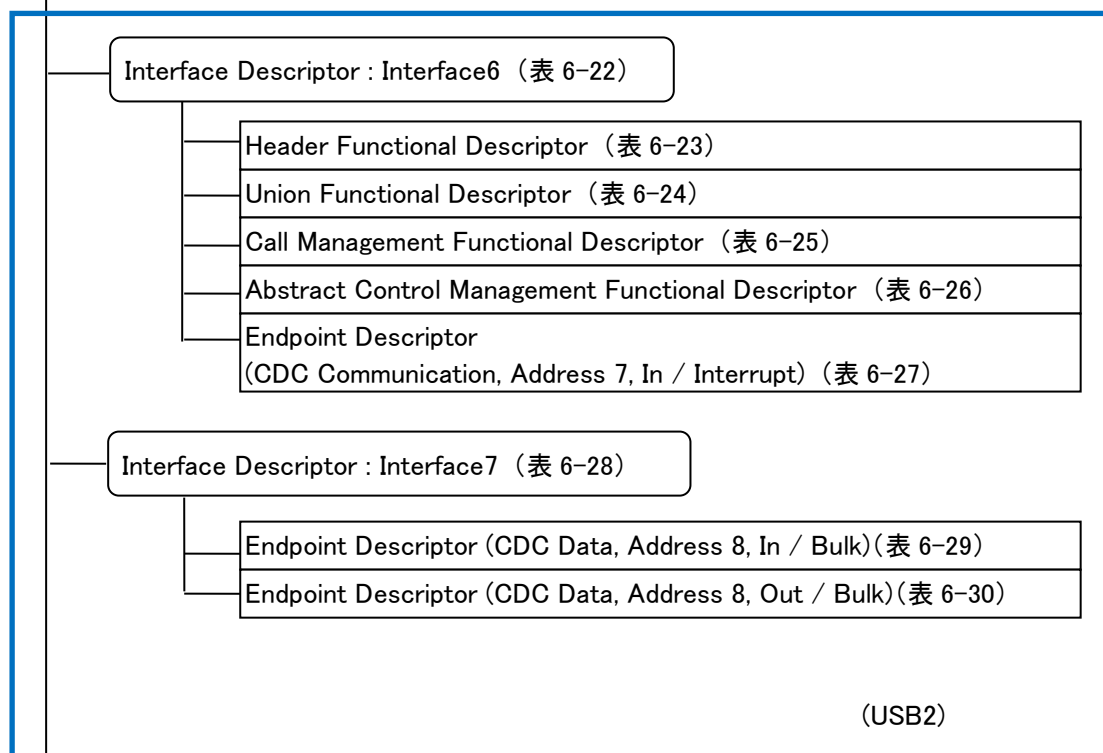 Interface Descriptor : Interface6 （表 6-22）
Header Functional Descriptor （表 6-23）
Union Functional Descriptor （表 6-24）
Call Management Functional Descriptor （表 6-25）
Abstract Control Management Functional Descriptor （表 6-26）
Endpoint Descriptor
(CDC Communication, Address 7, In / Interrupt) （表 6-27）
Interface Descriptor : Interface7 （表 6-28）
Endpoint Descriptor (CDC Data, Address 8, In / Bulk)（表 6-29）
Endpoint Descriptor (CDC Data, Address 8, Out / Bulk)（表 6-30）
(USB2)